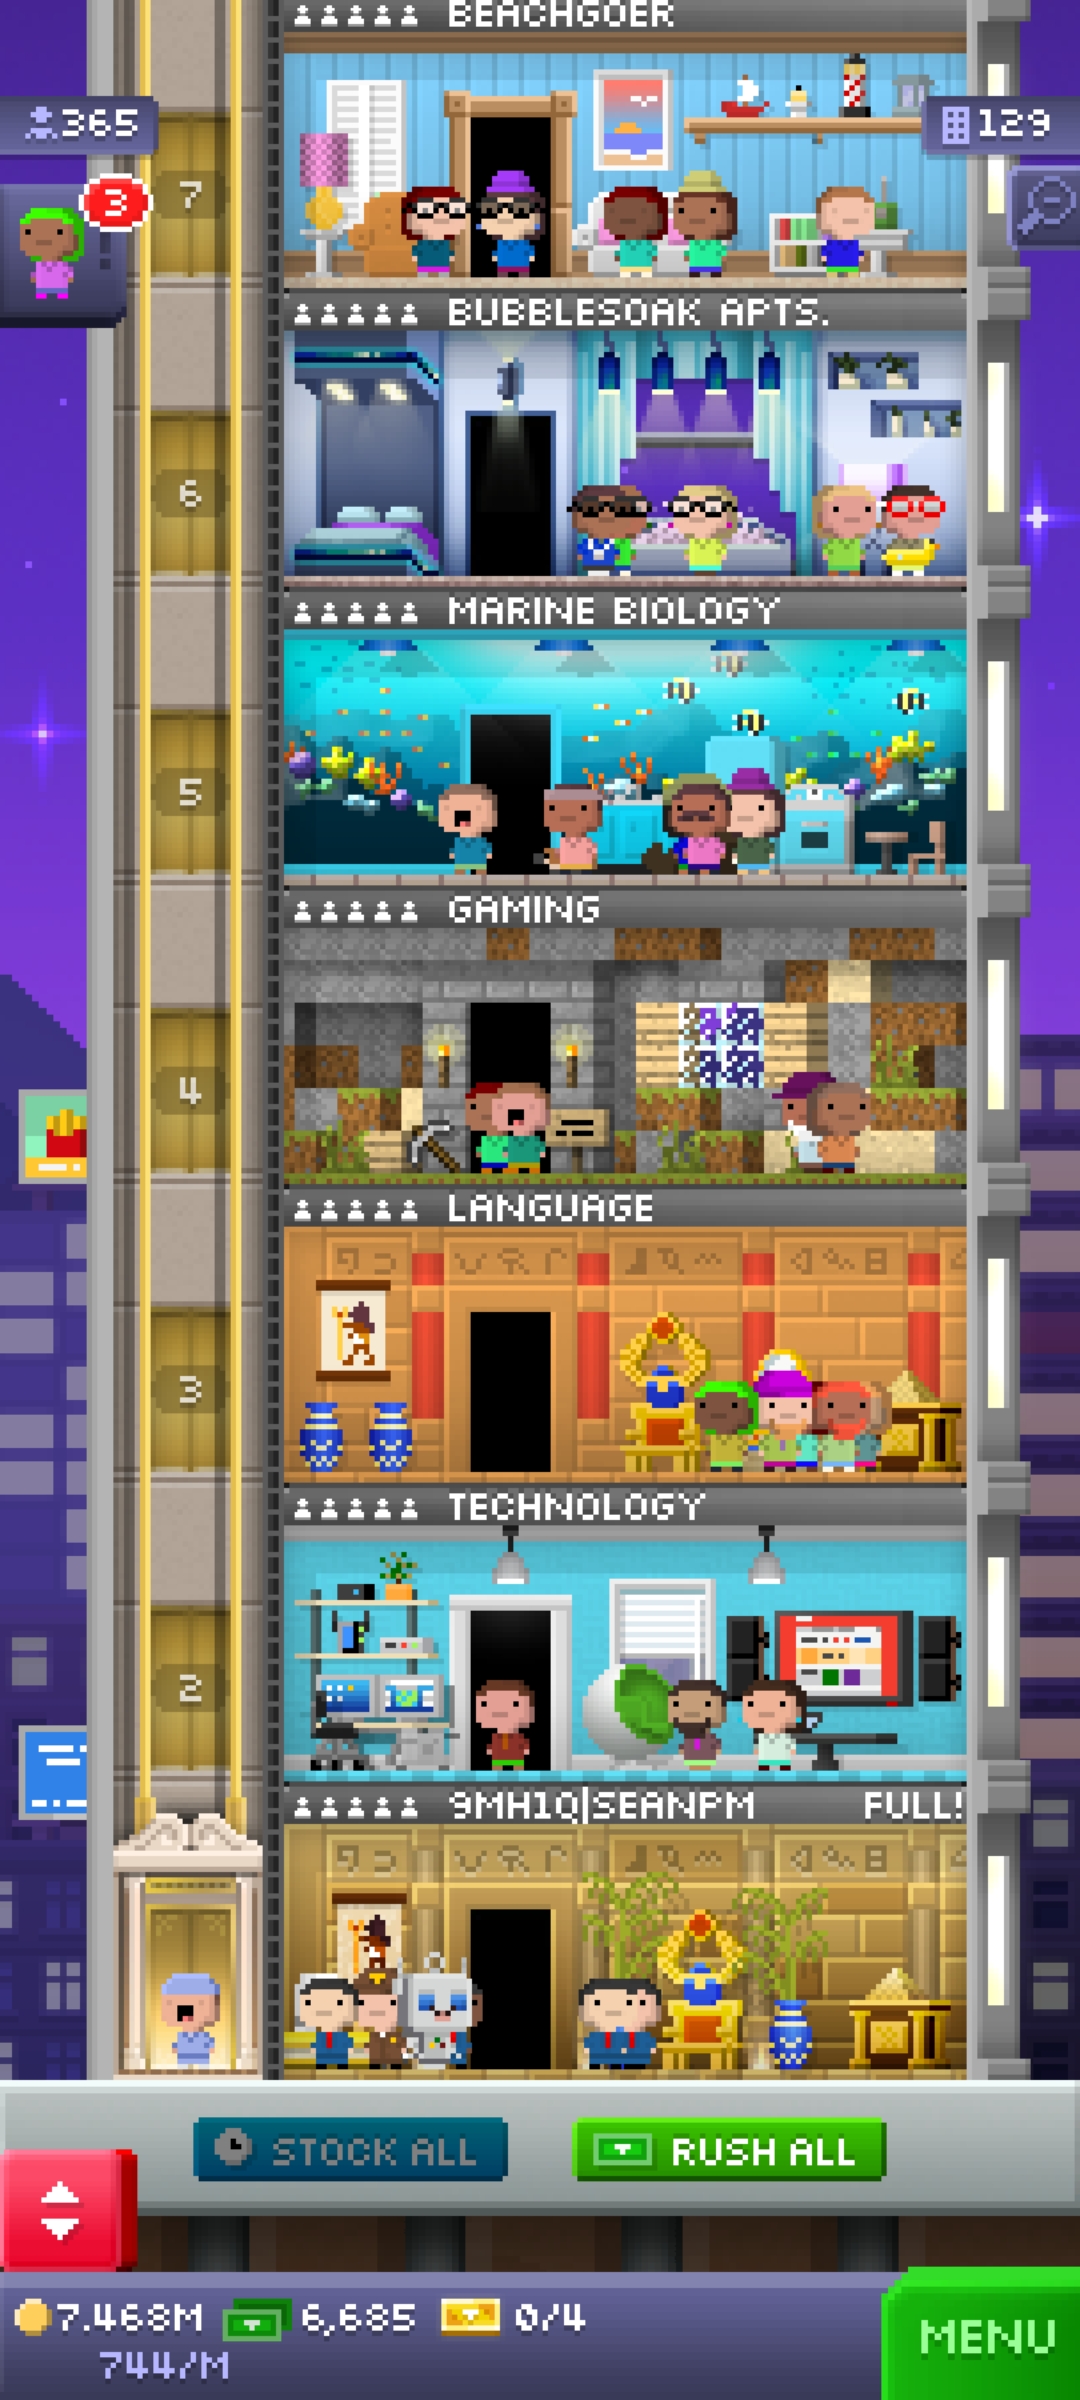 BEACHGOER
365
129
3
7
BUBBLESOAK APTS.
6
MARINE BIOLOGY
5
GAMING
4
LANGUAGE
3
TECHNOLOGY
2
9MH1Q|SEANPM FULL!
STOCK ALL
RUSH ALL
7.468M 6,685 0/4
744/M
MENU